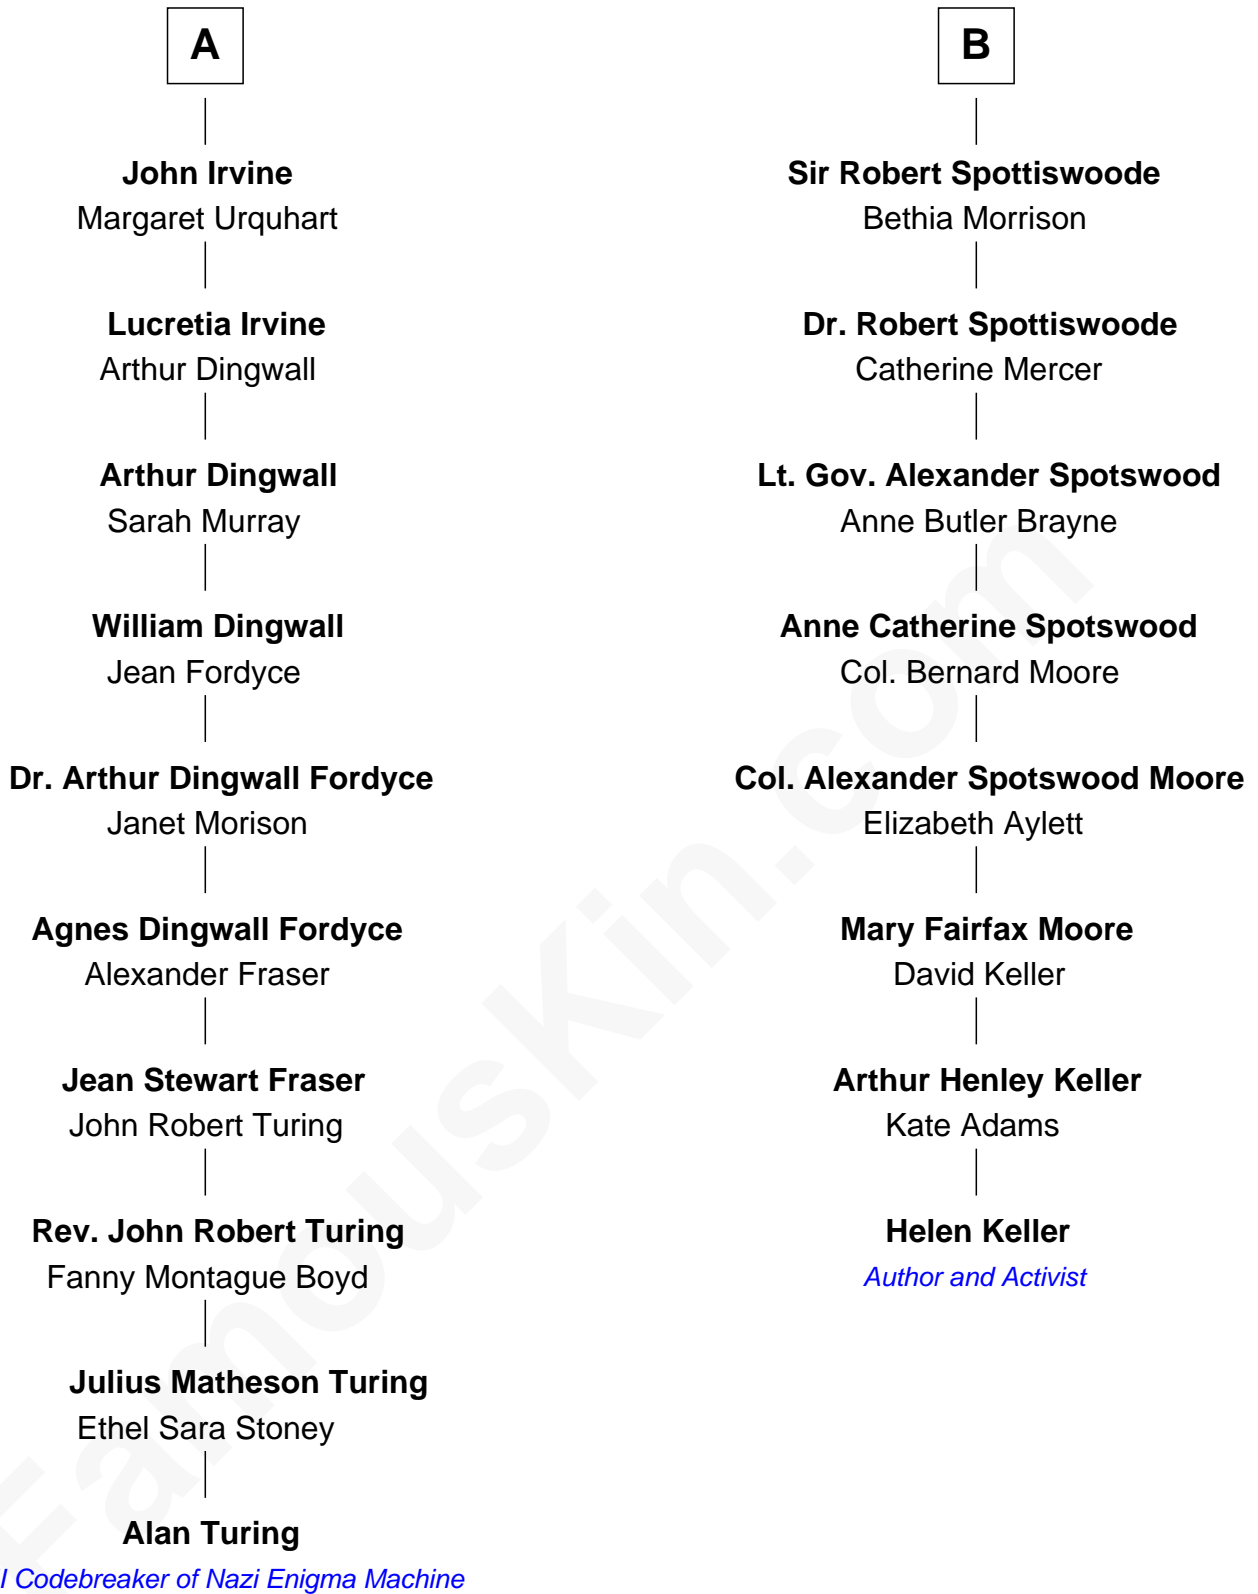 A
John Irvine
Margaret Urquhart
Lucretia Irvine
Arthur Dingwall
Arthur Dingwall
Sarah Murray
William Dingwall
Jean Fordyce
Dr. Arthur Dingwall Fordyce
Janet Morison
Agnes Dingwall Fordyce
Alexander Fraser
Jean Stewart Fraser
John Robert Turing
Rev. John Robert Turing
Fanny Montague Boyd
Julius Matheson Turing
Ethel Sara Stoney
Alan Turing
I Codebreaker of Nazi Enigma Machine
B
Sir Robert Spottiswoode
Bethia Morrison
Dr. Robert Spottiswoode
Catherine Mercer
Lt. Gov. Alexander Spotswood
Anne Butler Brayne
Anne Catherine Spotswood
Col. Bernard Moore
Col. Alexander Spotswood Moore
Elizabeth Aylett
Mary Fairfax Moore
David Keller
Arthur Henley Keller
Kate Adams
Helen Keller
Author and Activist
FamousKin.com